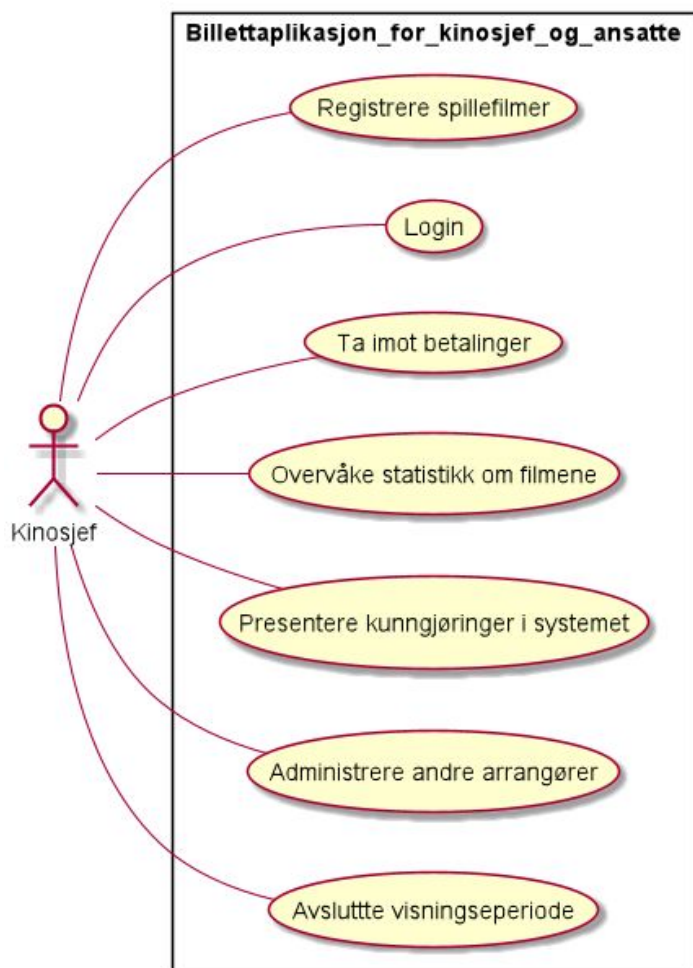 Billettaplikasjon_for_kinosjef_og_ansatte
Registrere spillefilmer
Login
Ta imot betalinger
Overvåke statistikk om filmene
Kinosjef
Presentere kunngjøringer i systemet
Administrere andre arrangører
Avsluttte visningseperiode